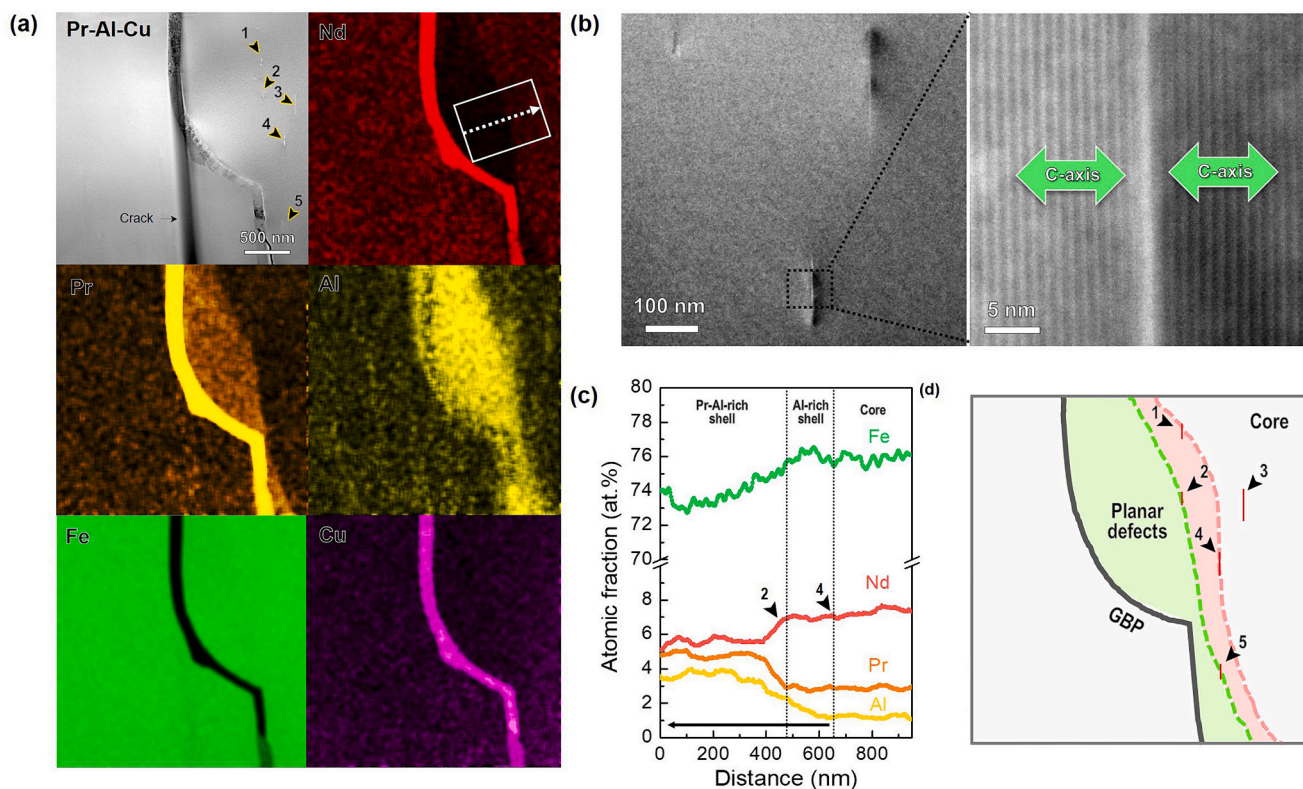 (a)
Pr-Al-Cu
1
2
3
4
5
Crack
500 nm
Nd
Pr
Al
Fe
Cu
(b)
100 nm
C-axis
C-axis
5 nm
(c)
80
78
76
74
72
70
8
6
4
2
0
Atomic fraction (at.%)
Pr-Al-rich
shell
Al-rich
shell
Core
Fe
Nd
2
4
Pr
Al
0
200
400
600
800
Distance (nm)
(d)
1
2
3
4
5
Core
Planar
defects
GBP